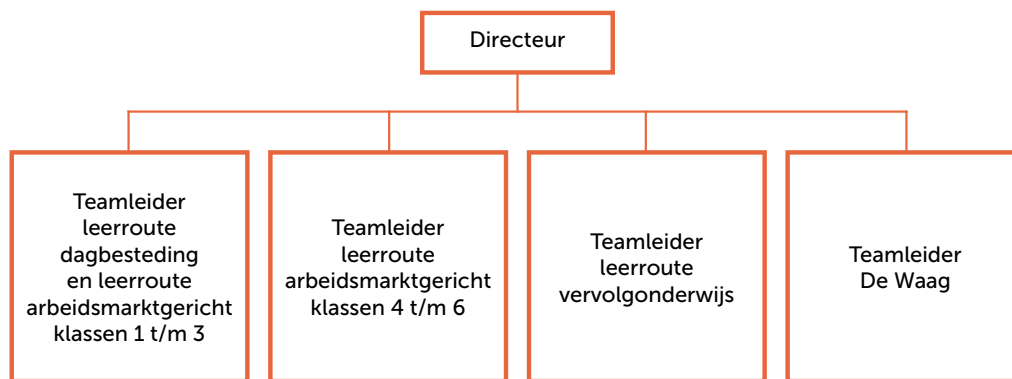 Directeur
Teamleider
leerroute
dagbesteding
en leerroute
arbeidsmarktgericht
klassen 1 t/m 3
Teamleider
leerroute
arbeidsmarktgericht
klassen 4 t/m 6
Teamleider
leerroute
vervolgonderwijs
Teamleider
De Waag